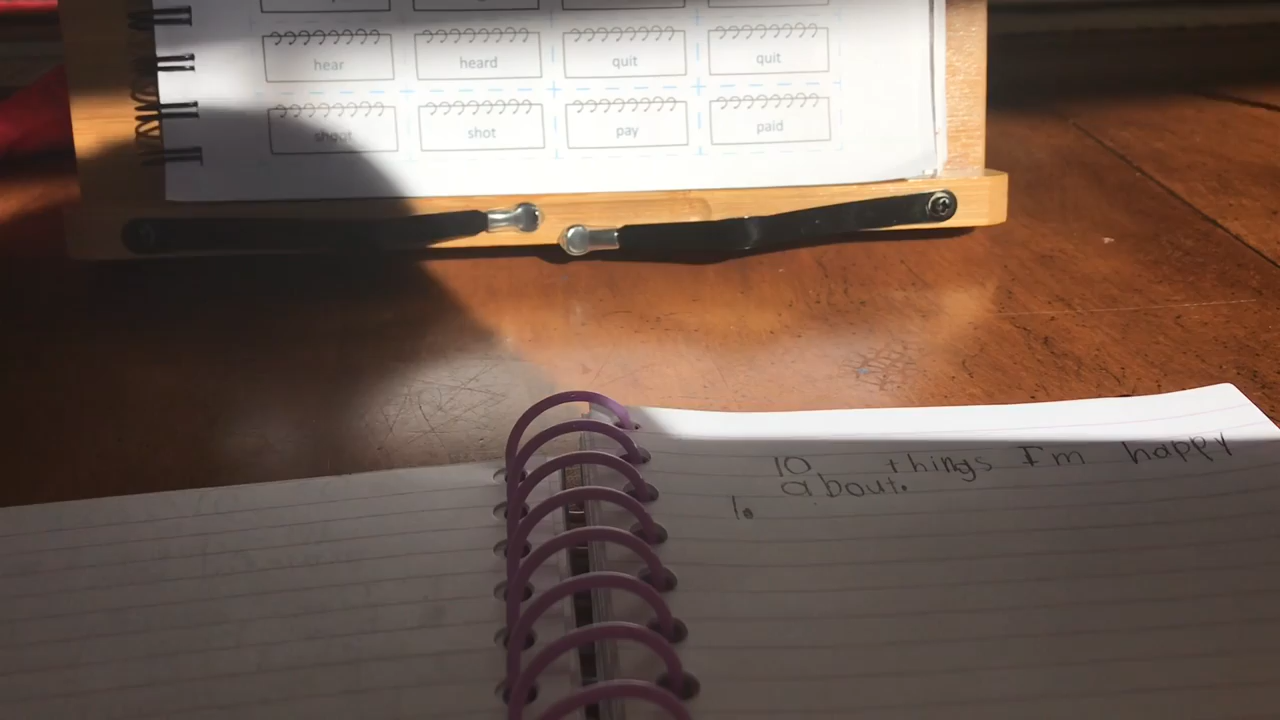 hear heard quit quit
shoot shot pay paid
10 things I'm happy
about.
1.